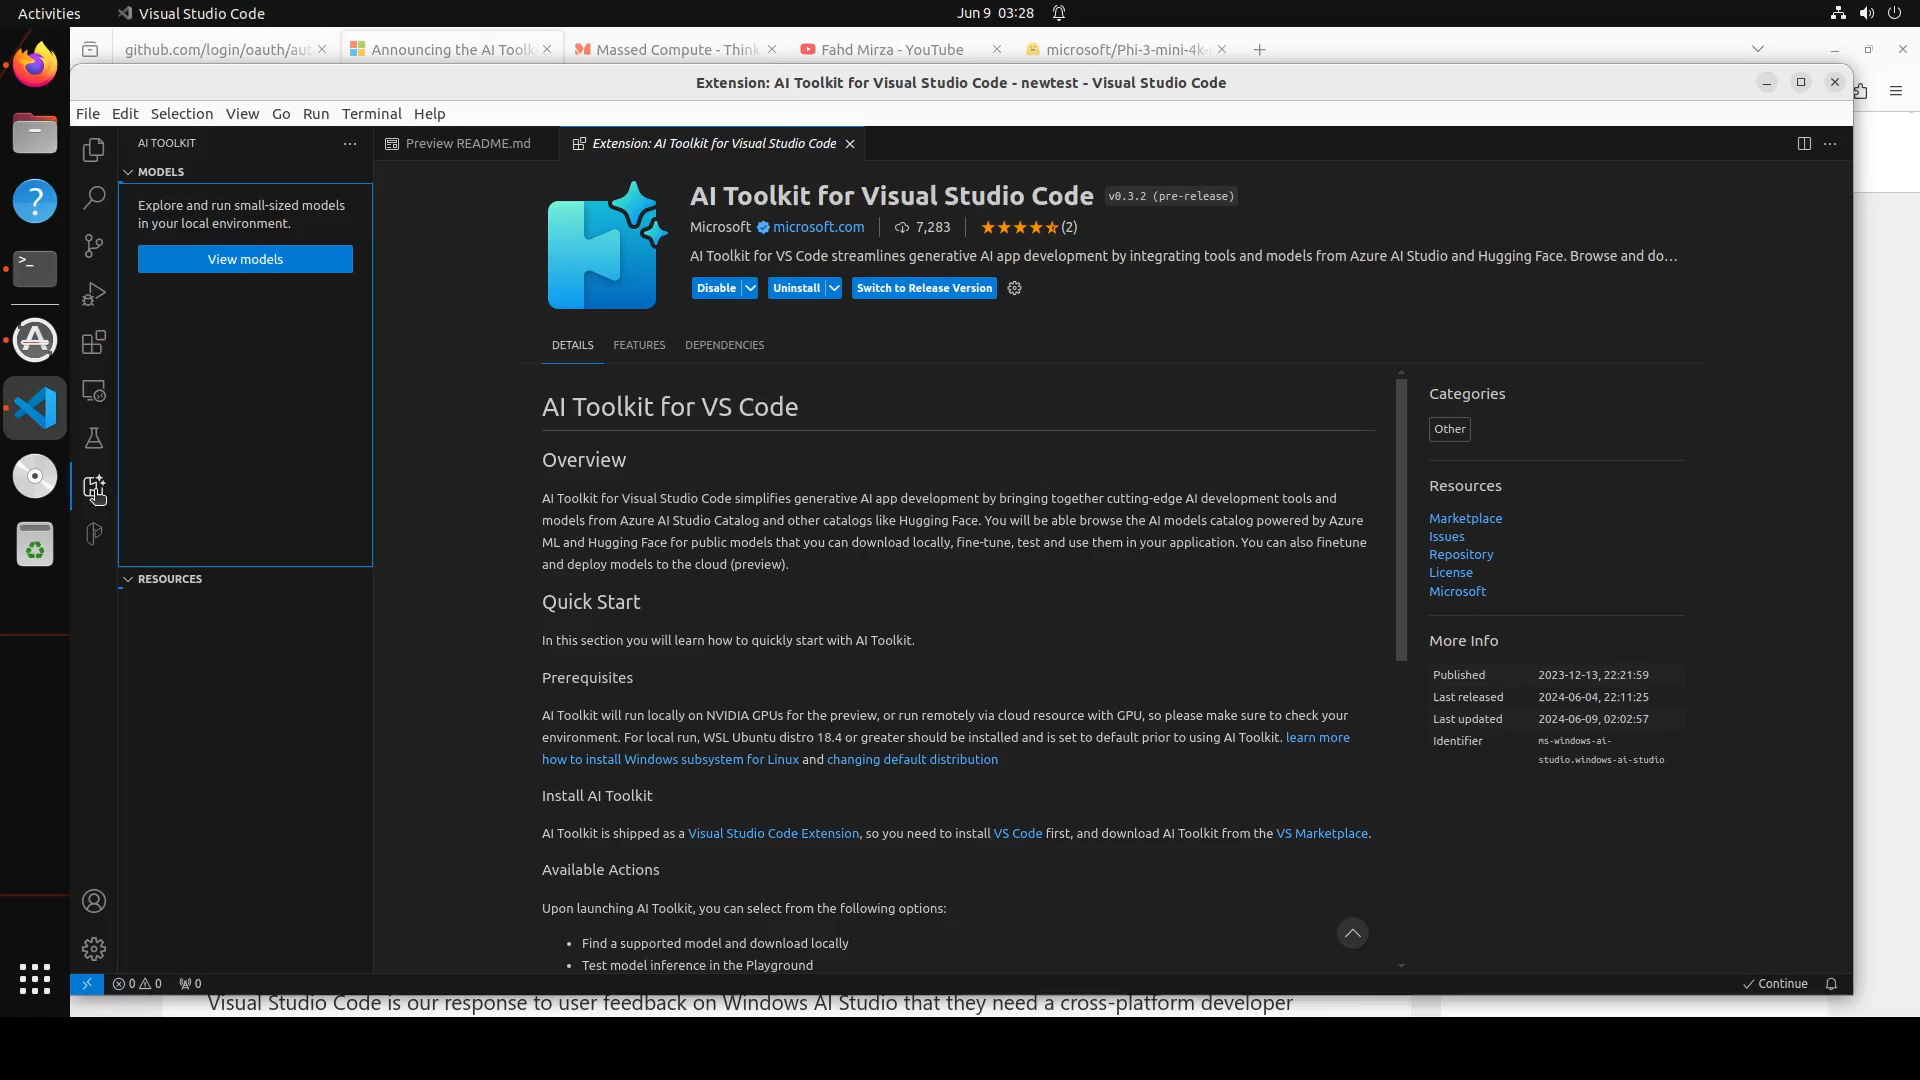 Activities
Visual Studio Code
Jun 9 03:28
github.com/login/oauth/aut
Announcing the AI Toolk
Massed Compute - Think
Fahd Mirza - YouTube
microsoft/Phi-3-mini-4k-
Extension: AI Toolkit for Visual Studio Code - newtest - Visual Studio Code
File Edit Selection View Go Run Terminal Help
AI TOOLKIT
Preview README.md
Extension: AI Toolkit for Visual Studio Code
MODELS
Explore and run small-sized models
in your local environment.
View models
RESOURCES
AI Toolkit for Visual Studio Code v0.3.2 (pre-release)
Microsoft microsoft.com 7,283 (2)
AI Toolkit for VS Code streamlines generative AI app development by integrating tools and models from Azure AI Studio and Hugging Face. Browse and do...
Disable Uninstall Switch to Release Version
DETAILS FEATURES DEPENDENCIES
AI Toolkit for VS Code
Overview
AI Toolkit for Visual Studio Code simplifies generative AI app development by bringing together cutting-edge AI development tools and
models from Azure AI Studio Catalog and other catalogs like Hugging Face. You will be able browse the AI models catalog powered by Azure
ML and Hugging Face for public models that you can download locally, fine-tune, test and use them in your application. You can also finetune
and deploy models to the cloud (preview).
Quick Start
In this section you will learn how to quickly start with AI Toolkit.
Prerequisites
AI Toolkit will run locally on NVIDIA GPUs for the preview, or run remotely via cloud resource with GPU, so please make sure to check your
environment. For local run, WSL Ubuntu distro 18.4 or greater should be installed and is set to default prior to using AI Toolkit. learn more
how to install Windows subsystem for Linux and changing default distribution
Install AI Toolkit
AI Toolkit is shipped as a Visual Studio Code Extension, so you need to install VS Code first, and download AI Toolkit from the VS Marketplace.
Available Actions
Upon launching AI Toolkit, you can select from the following options:
• Find a supported model and download locally
• Test model inference in the Playground
Categories
Other
Resources
Marketplace
Issues
Repository
License
Microsoft
More Info
Published 2023-12-13, 22:21:59
Last released 2024-06-04, 22:11:25
Last updated 2024-06-09, 02:02:57
Identifier ms-windows-ai-
studio.windows-ai-studio
0 0 0
Continue
Visual Studio Code is our response to user feedback on Windows AI Studio that they need a cross-platform developer